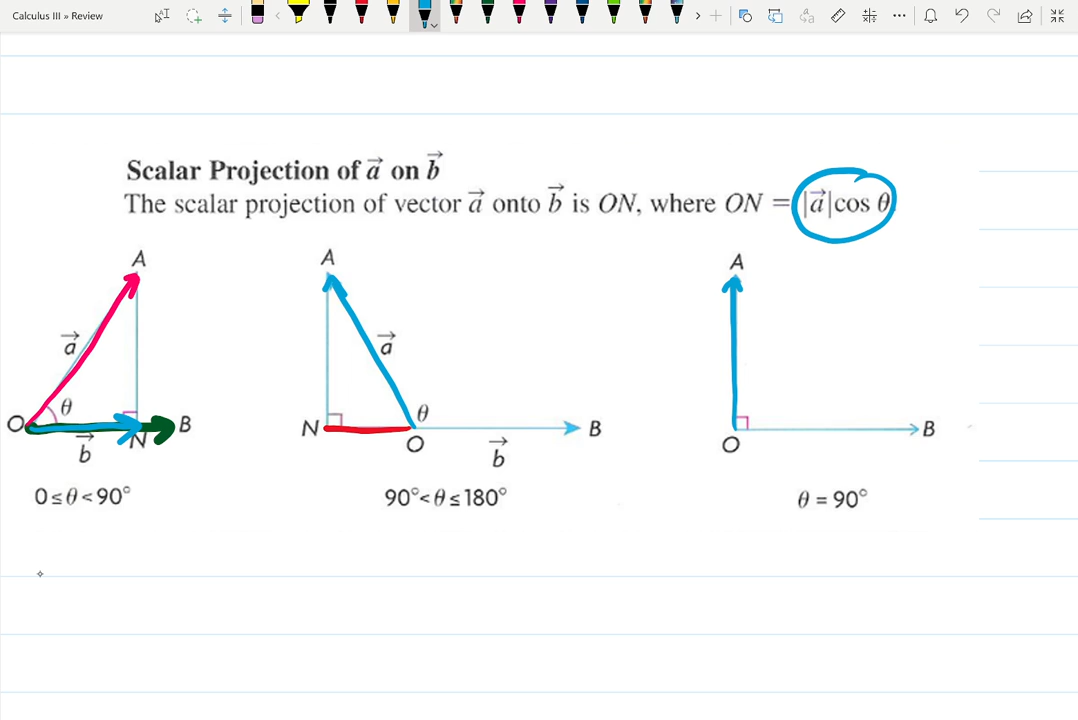 Calculus III » Review
Scalar Projection of a⃗ on b⃗
The scalar projection of vector a⃗ onto b⃗ is ON, where ON = |a⃗|cos θ
A
a⃗
θ
O
N
B
b⃗
0≤θ<90°
A
a⃗
θ
N
O
B
b⃗
90°<θ≤180°
A
O
B
θ = 90°